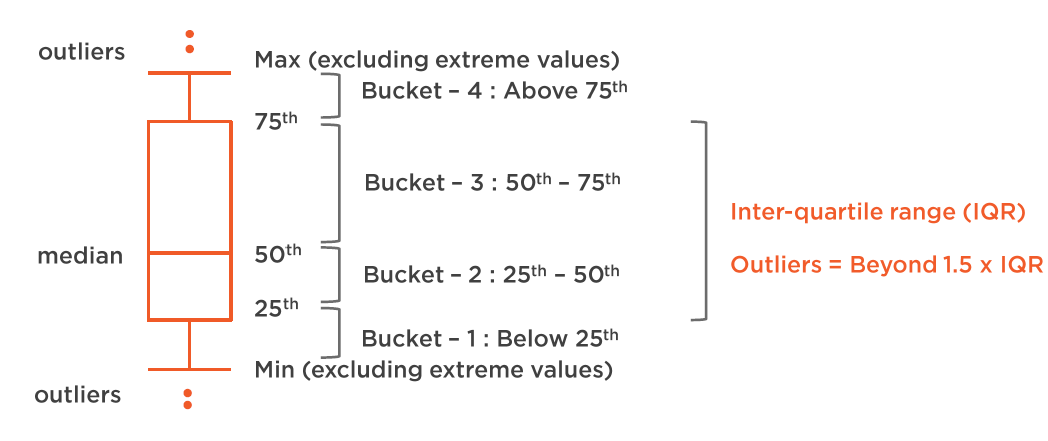 outliers
Max (excluding extreme values)
Bucket – 4 : Above 75th
75th
Bucket – 3 : 50th – 75th
Inter-quartile range (IQR)
median
50th
Outliers = Beyond 1.5 x IQR
Bucket – 2 : 25th – 50th
25th
Bucket – 1 : Below 25th
Min (excluding extreme values)
outliers